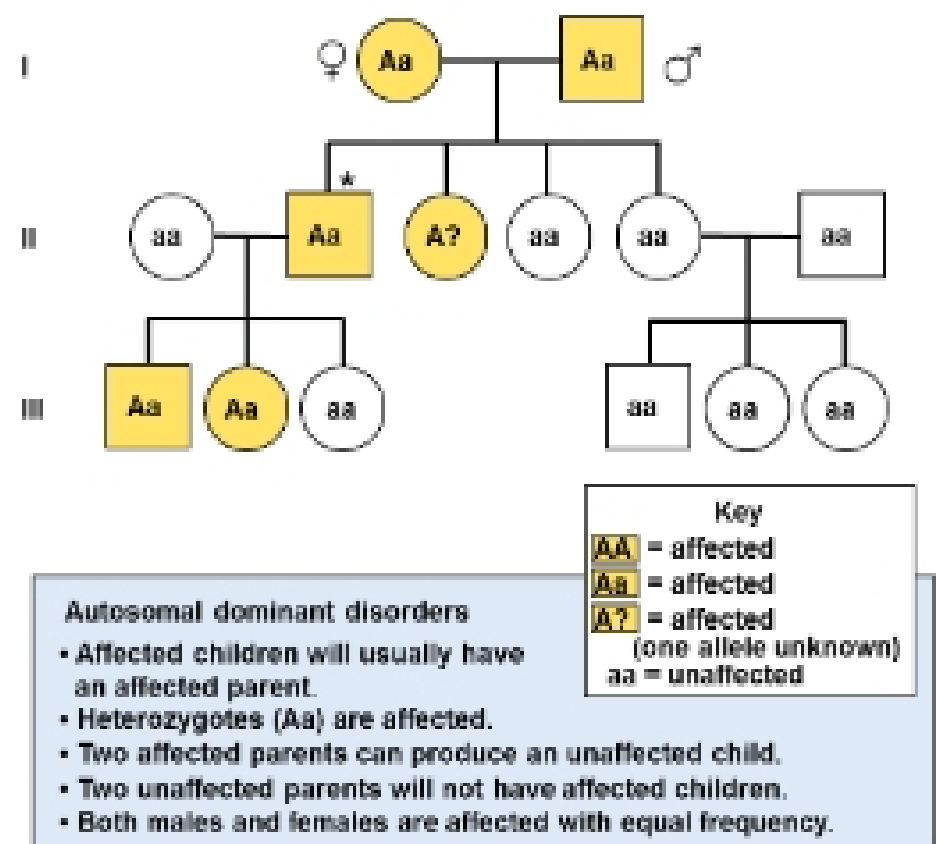 I
♀ Aa Aa ♂
*
II
aa Aa A? aa aa aa
III
Aa Aa aa aa aa aa
Key
AA = affected
Aa = affected
A? = affected
(one allele unknown)
aa = unaffected
Autosomal dominant disorders
• Affected children will usually have
an affected parent.
• Heterozygotes (Aa) are affected.
• Two affected parents can produce an unaffected child.
• Two unaffected parents will not have affected children.
• Both males and females are affected with equal frequency.